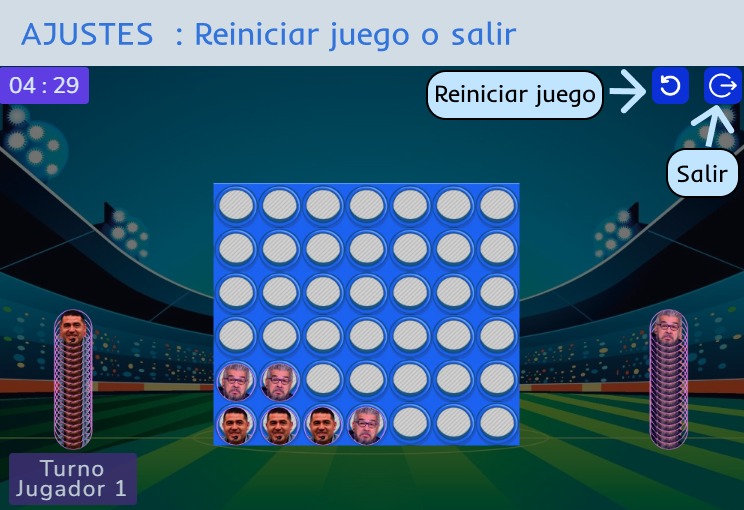 AJUSTES : Reiniciar juego o salir
04:29
Reiniciar juego
Salir
Turno
Jugador 1